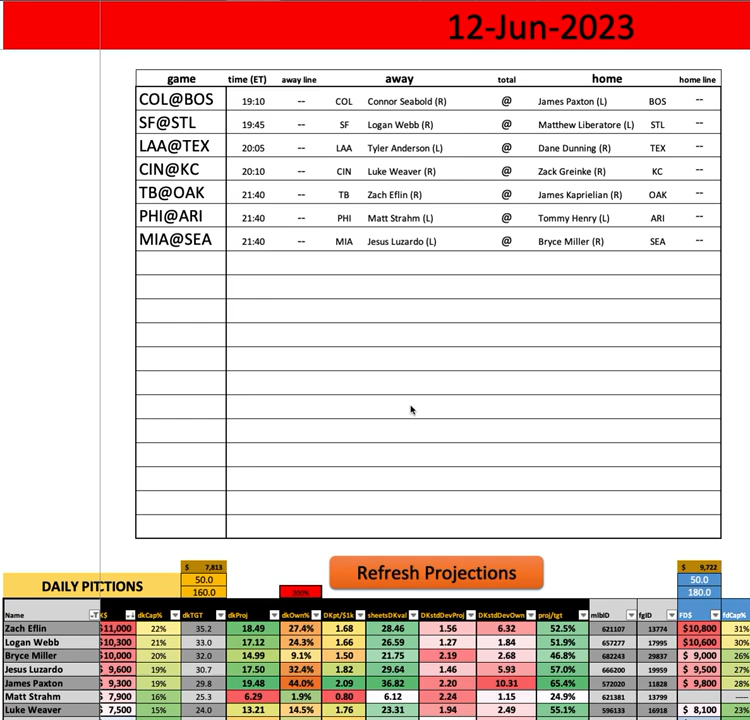 12-Jun-2023
game time (ET) away line away total home home line
COL@BOS 19:10 -- COL Connor Seabold (R) @ James Paxton (L) BOS --
SF@STL 19:45 -- SF Logan Webb (R) @ Matthew Liberatore (L) STL --
LAA@TEX 20:05 -- LAA Tyler Anderson (L) @ Dane Dunning (R) TEX --
CIN@KC 20:10 -- CIN Luke Weaver (R) @ Zack Greinke (R) KC --
TB@OAK 21:40 -- TB Zach Eflin (R) @ James Kaprielian (R) OAK --
PHI@ARI 21:40 -- PHI Matt Strahm (L) @ Tommy Henry (L) ARI --
MIA@SEA 21:40 -- MIA Jesus Luzardo (L) @ Bryce Miller (R) SEA --
$ 7,813 Refresh Projections $ 9,722
DAILY PIT TIONS 50.0 50.0
160.0 180.0
Name K$ dkCap% dkTGT dkProj dkOwn% DKpt/$1k sheetsDKval DKstdDevProj DKstdDevOwn proj/tgt mlbID fgID FD$ fdCap%
Zach Eflin $11,000 22% 35.2 18.49 27.4% 1.68 28.46 1.56 6.32 52.5% 621107 13774 $10,800 31%
Logan Webb $10,300 21% 33.0 17.12 24.3% 1.66 26.59 1.27 1.84 51.9% 657277 17995 $10,600 30%
Bryce Miller $10,000 20% 32.0 14.99 9.1% 1.50 21.75 2.19 2.68 46.8% 682243 29837 $ 9,000 26%
Jesus Luzardo $ 9,600 19% 30.7 17.50 32.4% 1.82 29.64 1.46 5.93 57.0% 666200 19959 $ 9,500 27%
James Paxton $ 9,300 19% 29.8 19.48 44.0% 2.09 36.82 2.20 10.31 65.4% 572020 11828 $ 9,800 28%
Matt Strahm $ 7,900 16% 25.3 6.29 1.9% 0.80 6.12 2.24 1.15 24.9% 621381 13799
Luke Weaver $ 7,500 15% 24.0 13.21 14.5% 1.76 23.31 1.94 2.49 55.1% 596133 16918 $ 8,100 23%